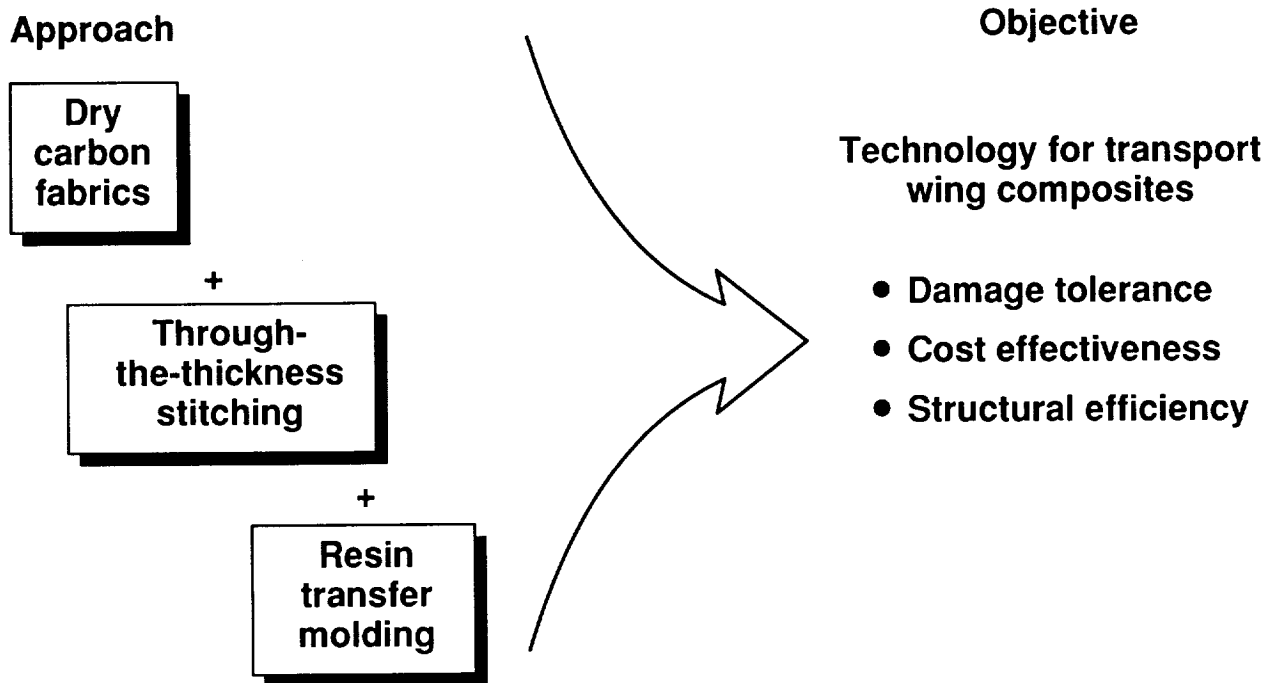 Approach
Dry
carbon
fabrics
+
Through-
the-thickness
stitching
+
Resin
transfer
molding
Objective
Technology for transport
wing composites
• Damage tolerance
• Cost effectiveness
• Structural efficiency